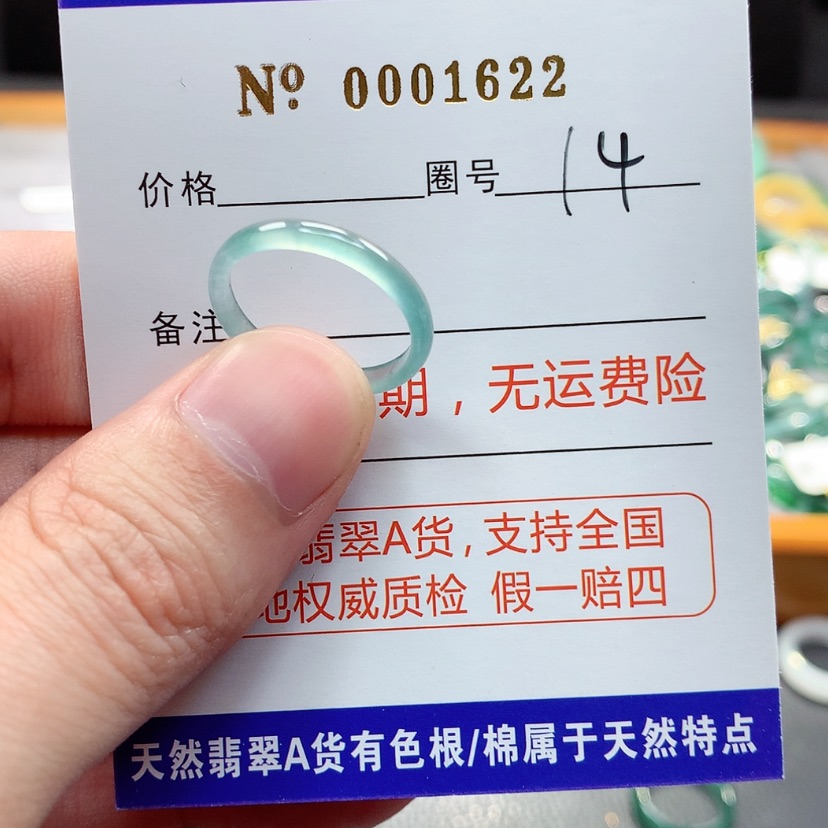 № 0001622
价格 圈号 14
备注
期，无运费险
翡翠A货，支持全国
地权威质检 假一赔四
天然翡翠A货有色根/棉属于天然特点